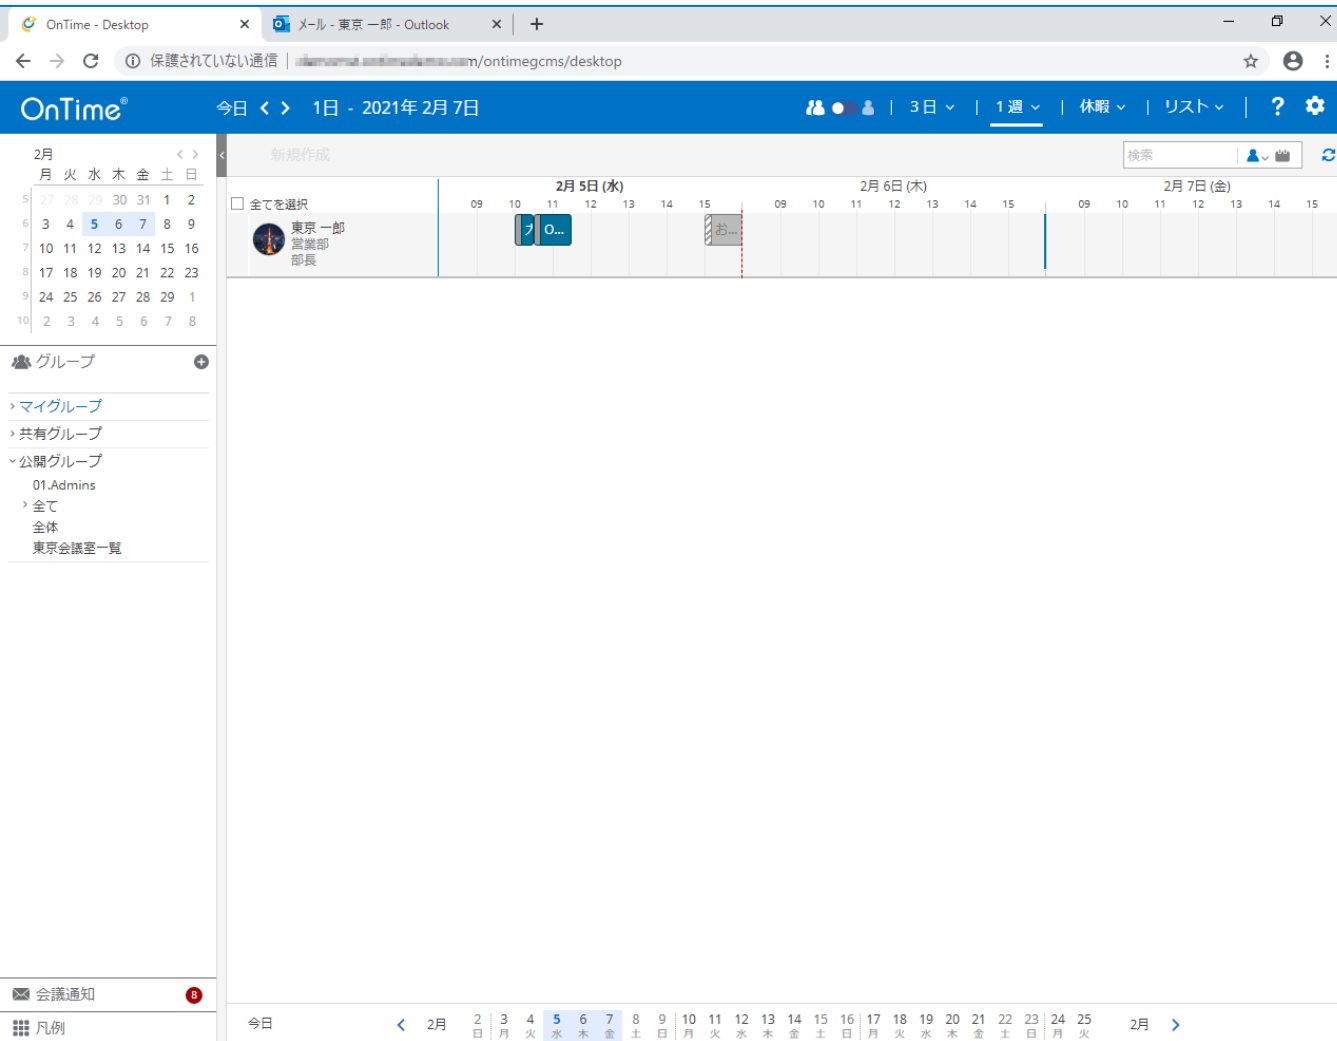 OnTime - Desktop
メール - 東京 一郎 - Outlook
保護されていない通信
m/ontimegcms/desktop
OnTime®
今日 < > 1日 - 2021年 2月 7日
3日
1週
休暇
リスト
?
2月 < >
月 火 水 木 金 土 日
5 27 28 29 30 31 1 2
6 3 4 5 6 7 8 9
7 10 11 12 13 14 15 16
8 17 18 19 20 21 22 23
9 24 25 26 27 28 29 1
10 2 3 4 5 6 7 8
新規作成
検索
2月 5日 (水) 2月 6日 (木) 2月 7日 (金)
全てを選択
09 10 11 12 13 14 15 09 10 11 12 13 14 15 09 10 11 12 13 14 15
東京 一郎
営業部
部長
O...
お...
グループ
マイグループ
共有グループ
公開グループ
01.Admins
全て
全体
東京会議室一覧
会議通知 8
凡例
今日
2月
2 3 4 5 6 7 8 9 10 11 12 13 14 15 16 17 18 19 20 21 22 23 24 25
日 月 火 水 木 金 土 日 月 火 水 木 金 土 日 月 火 水 木 金 土 日 月 火
2月